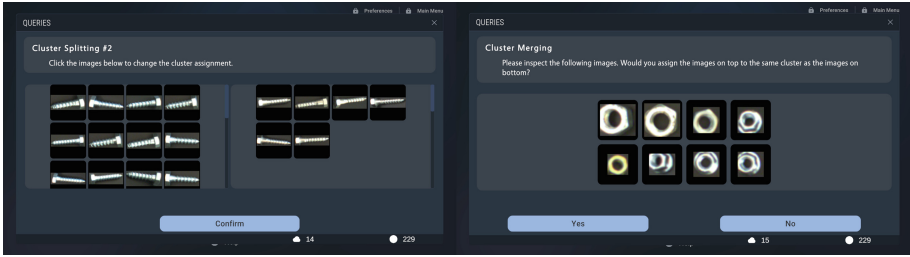 Preferences
Main Menu
QUERIES
Cluster Splitting #2
Click the images below to change the cluster assignment.
Confirm
14
229
Preferences
Main Menu
QUERIES
Cluster Merging
Please inspect the following images. Would you assign the images on top to the same cluster as the images on
bottom?
Yes
No
15
229